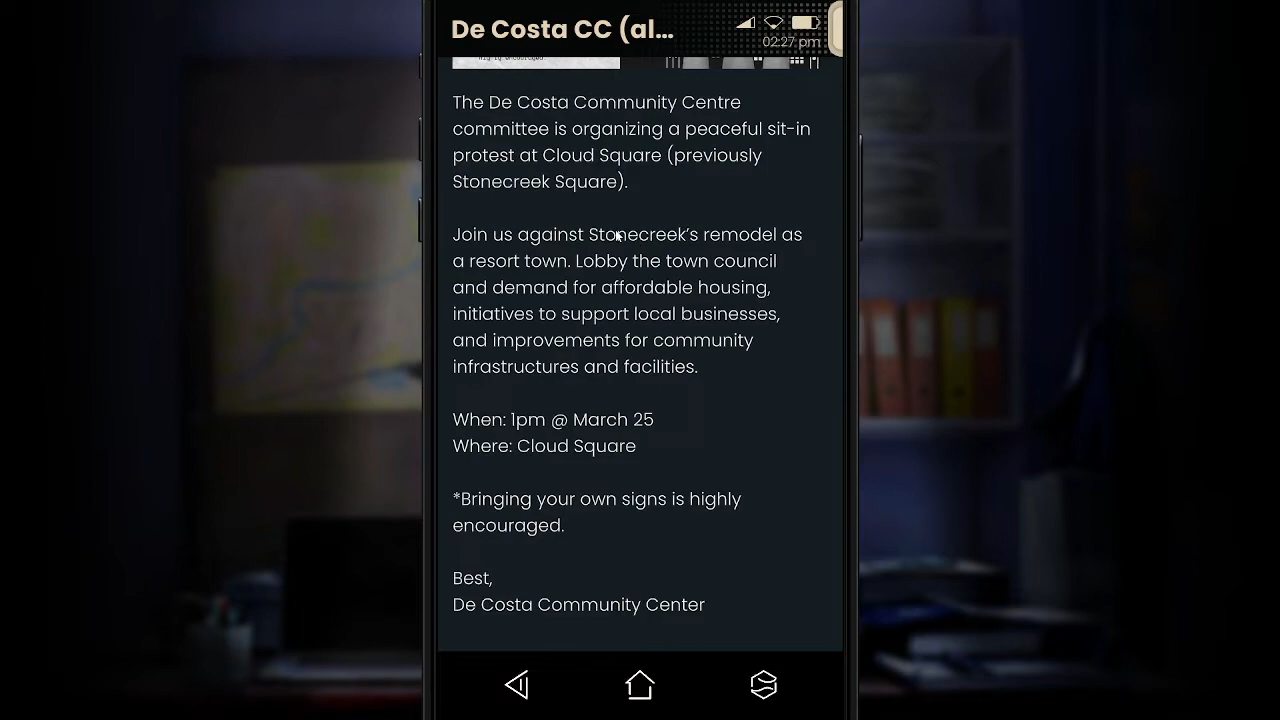 De Costa CC (al...
02:27 pm
The De Costa Community Centre
committee is organizing a peaceful sit-in
protest at Cloud Square (previously
Stonecreek Square).
Join us against Stonecreek's remodel as
a resort town. Lobby the town council
and demand for affordable housing,
initiatives to support local businesses,
and improvements for community
infrastructures and facilities.
When: 1pm @ March 25
Where: Cloud Square
*Bringing your own signs is highly
encouraged.
Best,
De Costa Community Center